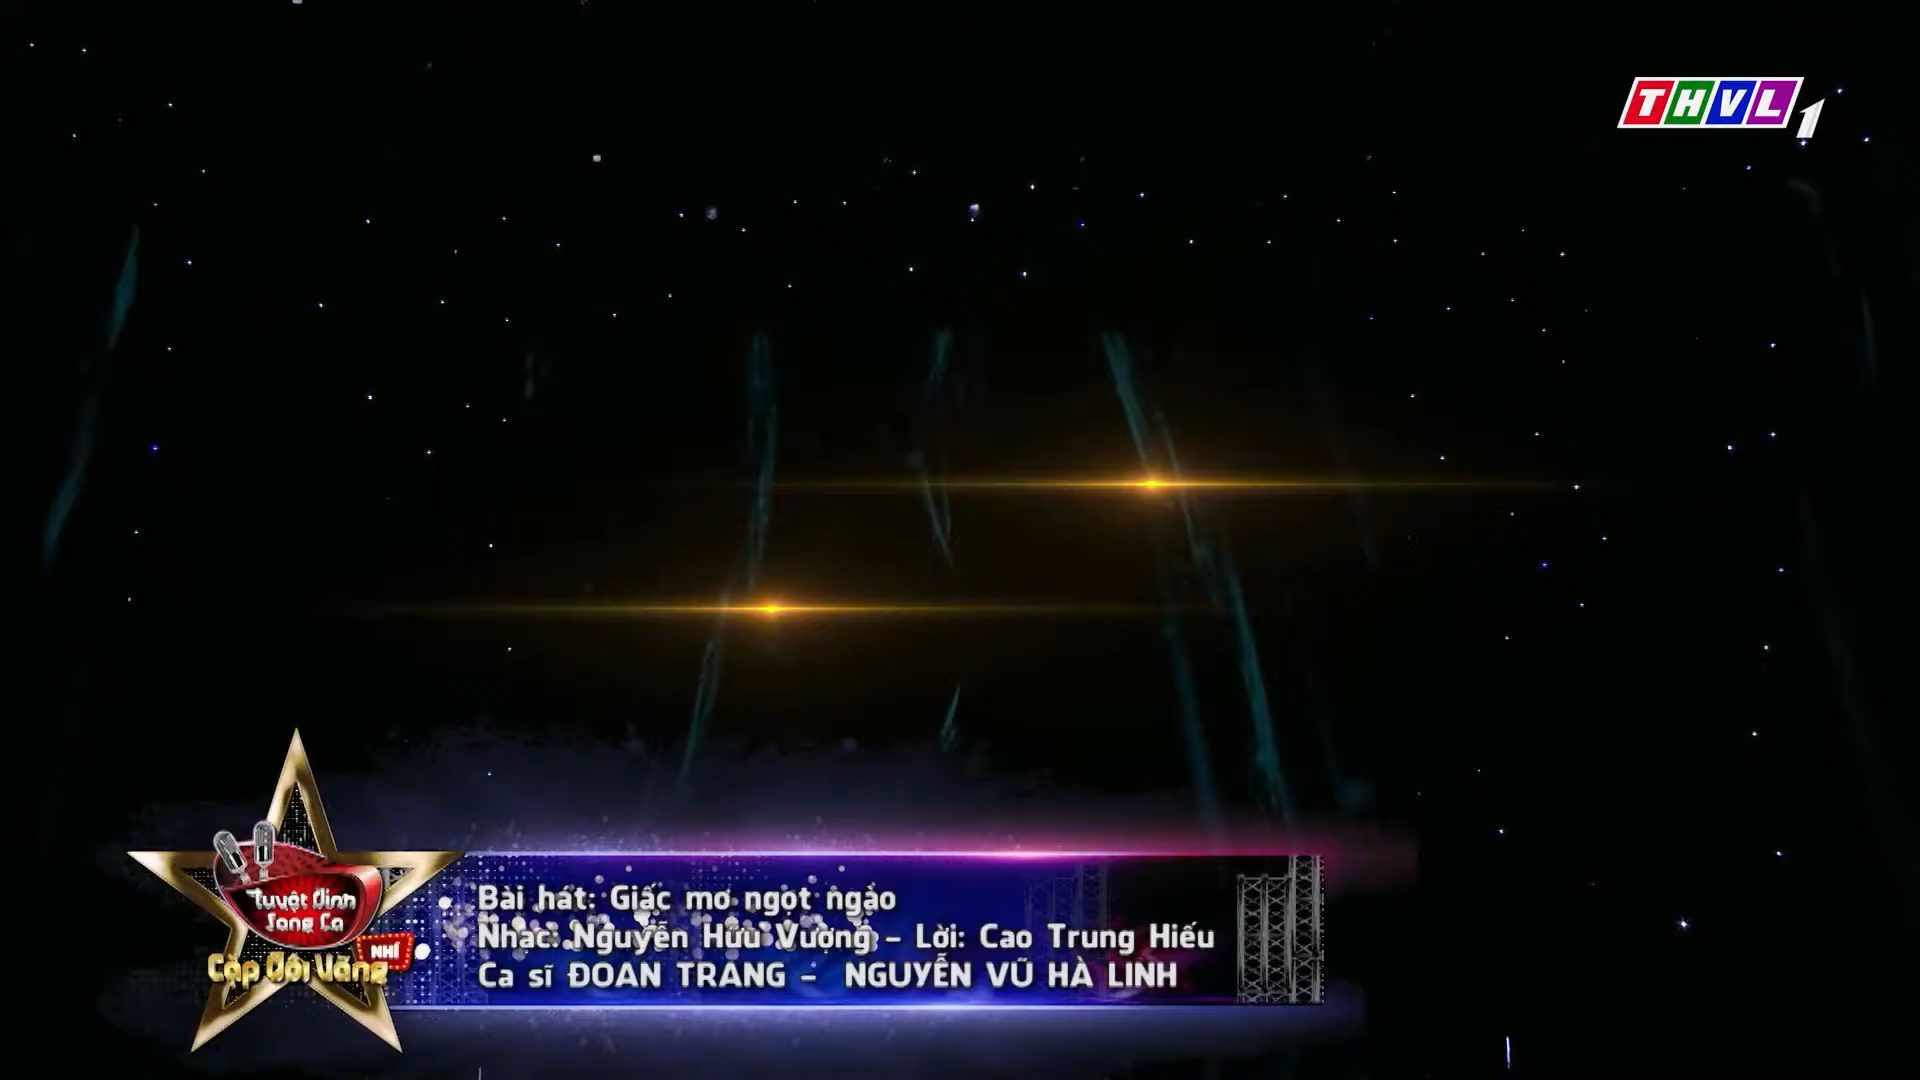 THVL1
Bài hát: Giấc mơ ngọt ngào
Nhạc: Nguyễn Hữu Vượng – Lời: Cao Trung Hiếu
Ca sĩ ĐOAN TRANG – NGUYỄN VŨ HÀ LINH
Tuyệt Đỉnh
Song Ca
NHÍ
Cặp Đôi Vàng